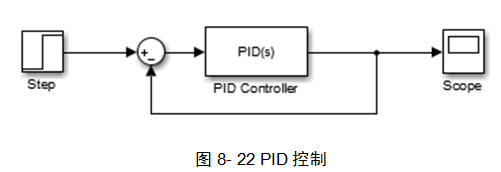 PID(s)
Step
PID Controller
Scope
图 8- 22 PID 控制